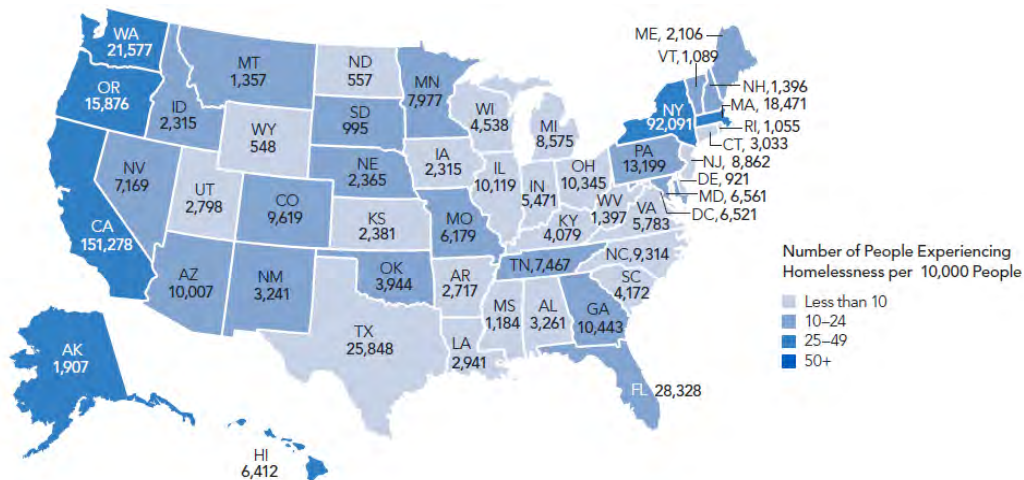 WA
21,577
OR
15,876
CA
151,278
NV
7,169
ID
2,315
MT
1,357
WY
548
UT
2,798
AZ
10,007
CO
9,619
NM
3,241
ND
557
SD
995
NE
2,365
KS
2,381
OK
3,944
TX
25,848
MN
7,977
IA
2,315
MO
6,179
AR
2,717
LA
2,941
WI
4,538
IL
10,119
MI
8,575
IN
5,471
OH
10,345
KY
4,079
TN, 7,467
MS
1,184
AL
3,261
GA
10,443
FL 28,328
SC
4,172
NC, 9,314
VA
5,783
WV
1,397
PA
13,199
NY
92,091
ME, 2,106
VT, 1,089
NH, 1,396
MA, 18,471
RI, 1,055
CT, 3,033
NJ, 8,862
DE, 921
MD, 6,561
DC, 6,521
AK
1,907
HI
6,412
Number of People Experiencing
Homelessness per 10,000 People
Less than 10
10–24
25–49
50+